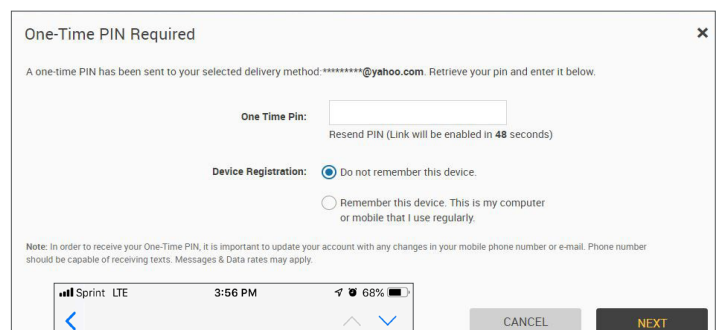 One-Time PIN Required
A one-time PIN has been sent to your selected delivery method:*********@yahoo.com. Retrieve your pin and enter it below.
One Time Pin:
Resend PIN (Link will be enabled in 48 seconds)
Device Registration:
Do not remember this device.
Remember this device. This is my computer
or mobile that I use regularly.
Note: In order to receive your One-Time PIN, it is important to update your account with any changes in your mobile phone number or e-mail. Phone number
should be capable of receiving texts. Messages & Data rates may apply.
Sprint LTE 3:56 PM 68%
CANCEL NEXT